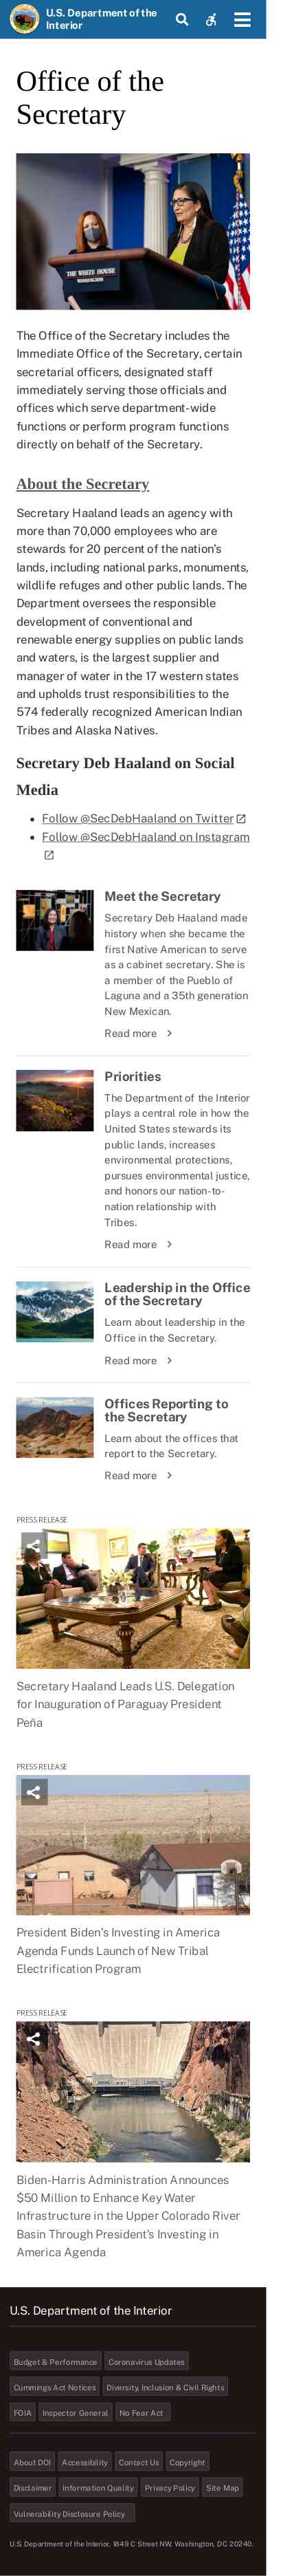 U.S. Department of the
Interior
Office of the
Secretary
THE WHITE HOUSE
WASHINGTON
The Office of the Secretary includes the
Immediate Office of the Secretary, certain
secretarial officers, designated staff
immediately serving those officials and
offices which serve department-wide
functions or perform program functions
directly on behalf of the Secretary.
About the Secretary
Secretary Haaland leads an agency with
more than 70,000 employees who are
stewards for 20 percent of the nation’s
lands, including national parks, monuments,
wildlife refuges and other public lands. The
Department oversees the responsible
development of conventional and
renewable energy supplies on public lands
and waters, is the largest supplier and
manager of water in the 17 western states
and upholds trust responsibilities to the
574 federally recognized American Indian
Tribes and Alaska Natives.
Secretary Deb Haaland on Social
Media
Follow @SecDebHaaland on Twitter
Follow @SecDebHaaland on Instagram
Meet the Secretary
Secretary Deb Haaland made
history when she became the
first Native American to serve
as a cabinet secretary. She is
a member of the Pueblo of
Laguna and a 35th generation
New Mexican.
Read more
Priorities
The Department of the Interior
plays a central role in how the
United States stewards its
public lands, increases
environmental protections,
pursues environmental justice,
and honors our nation-to-
nation relationship with
Tribes.
Read more
Leadership in the Office
of the Secretary
Learn about leadership in the
Office in the Secretary.
Read more
Offices Reporting to
the Secretary
Learn about the offices that
report to the Secretary.
Read more
PRESS RELEASE
Secretary Haaland Leads U.S. Delegation
for Inauguration of Paraguay President
Peña
PRESS RELEASE
President Biden’s Investing in America
Agenda Funds Launch of New Tribal
Electrification Program
PRESS RELEASE
Biden-Harris Administration Announces
$50 Million to Enhance Key Water
Infrastructure in the Upper Colorado River
Basin Through President’s Investing in
America Agenda
U.S. Department of the Interior
Budget & Performance Coronavirus Updates
Cummings Act Notices Diversity, Inclusion & Civil Rights
FOIA Inspector General No Fear Act
About DOI Accessibility Contact Us Copyright
Disclaimer Information Quality Privacy Policy Site Map
Vulnerability Disclosure Policy
U.S. Department of the Interior, 1849 C Street NW, Washington, DC 20240.